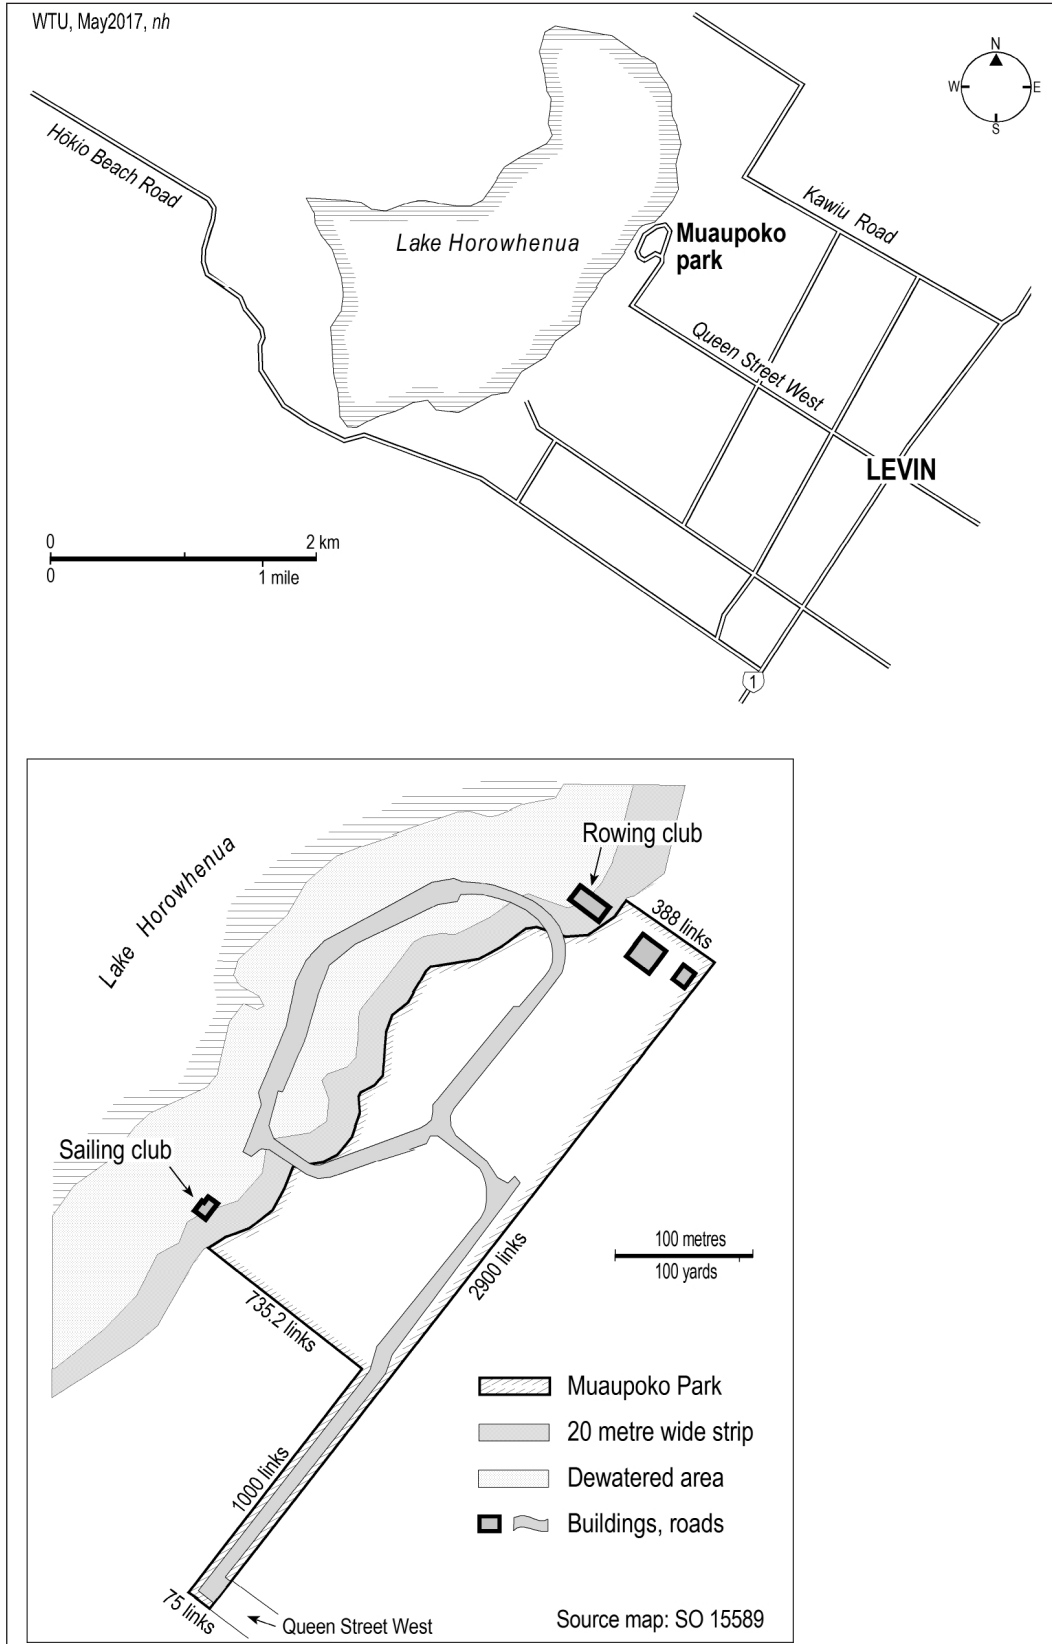 WTU, May2017, nh
N
W
E
S
Hōkio Beach Road
Kawiu Road
Lake Horowhenua
Muaupoko
park
Queen Street West
LEVIN
0
2 km
0
1 mile
1
Rowing club
388 links
Lake Horowhenua
Sailing club
100 metres
100 yards
2900 links
735.2 links
Muaupoko Park
20 metre wide strip
1000 links
Dewatered area
Buildings, roads
75 links
Queen Street West
Source map: SO 15589